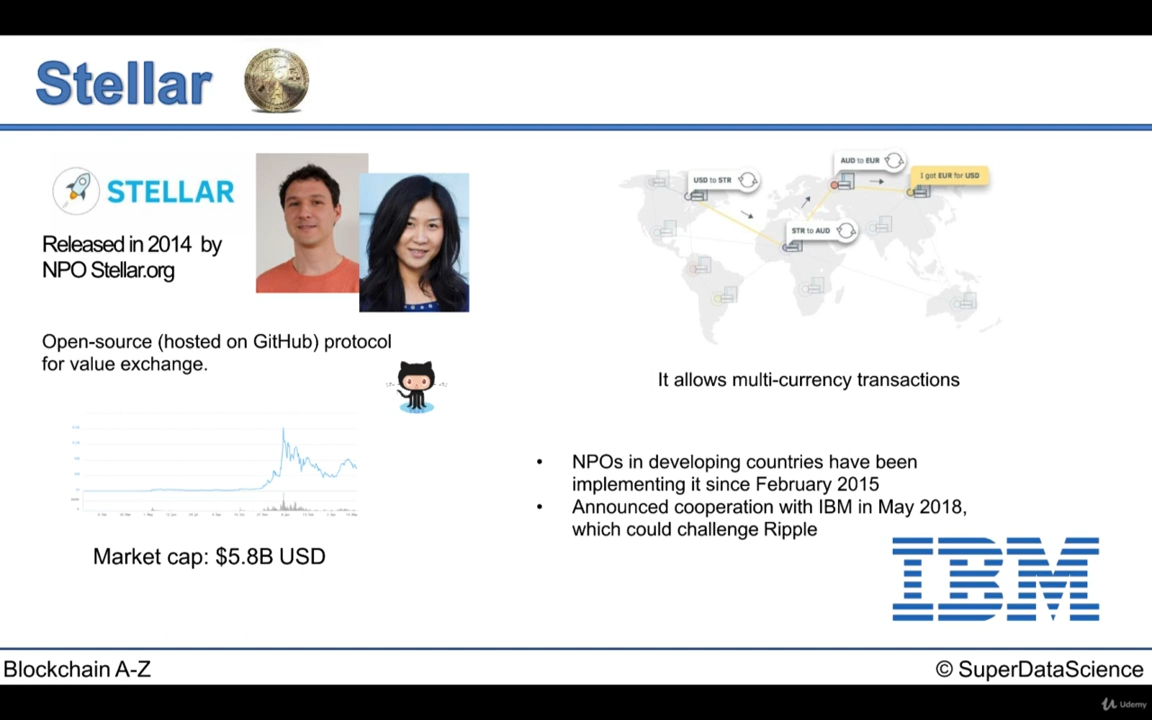 Stellar
STELLAR
Released in 2014 by
NPO Stellar.org
Open-source (hosted on GitHub) protocol
for value exchange.
Market cap: $5.8B USD
USD to STR
AUD to EUR
I got EUR for USD
STR to AUD
It allows multi-currency transactions
• NPOs in developing countries have been
implementing it since February 2015
• Announced cooperation with IBM in May 2018,
which could challenge Ripple
IBM
Blockchain A-Z
© SuperDataScience
Udemy